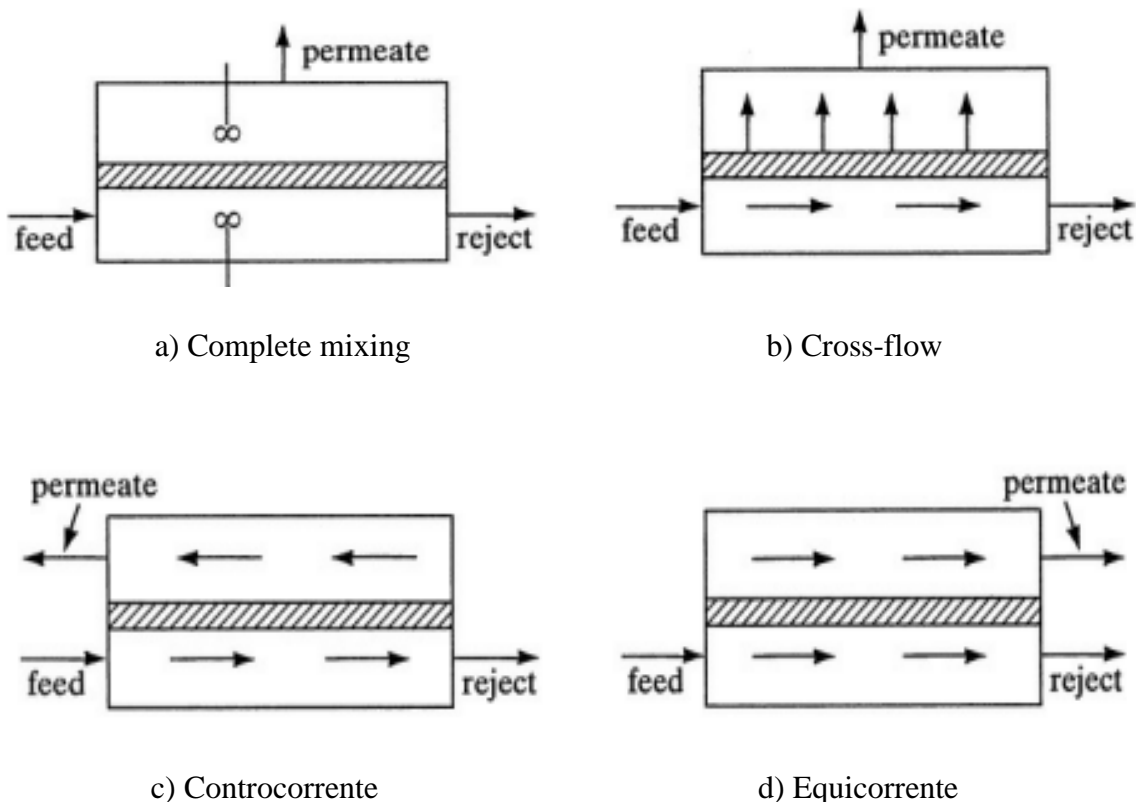 permeate
feed
reject
a) Complete mixing
permeate
feed
reject
b) Cross-flow
permeate
feed
reject
c) Controcorrente
permeate
feed
reject
d) Equicorrente